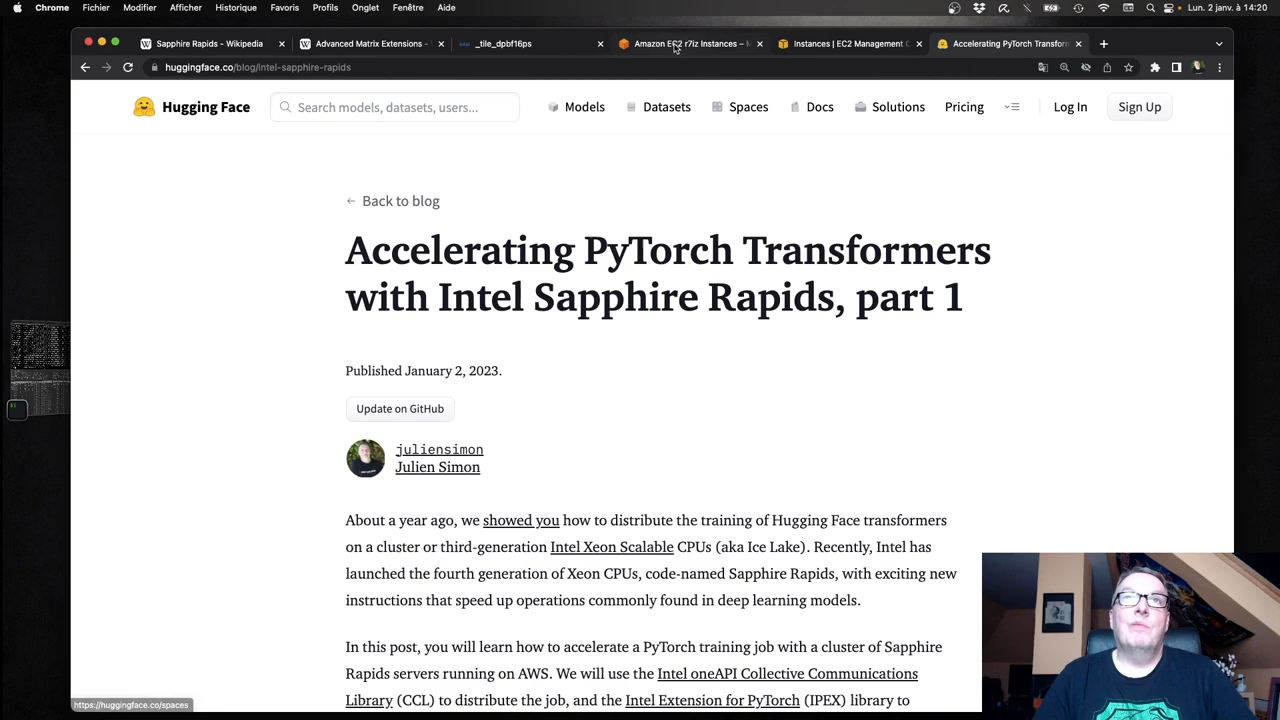 Chrome Fichier Modifier Afficher Historique Favoris Profils Onglet Fenêtre Aide Lun. 2 janv. à 14:20
Sapphire Rapids - Wikipedia
Advanced Matrix Extensions -
_tile_dpbf16ps
Amazon EC2 r7iz Instances –
Instances | EC2 Management C
Accelerating PyTorch Transform
huggingface.co/blog/intel-sapphire-rapids
Hugging Face
Search models, datasets, users...
Models
Datasets
Spaces
Docs
Solutions
Pricing
Log In
Sign Up
← Back to blog
Accelerating PyTorch Transformers
with Intel Sapphire Rapids, part 1
Published January 2, 2023.
Update on GitHub
juliensimon
Julien Simon
About a year ago, we showed you how to distribute the training of Hugging Face transformers
on a cluster or third-generation Intel Xeon Scalable CPUs (aka Ice Lake). Recently, Intel has
launched the fourth generation of Xeon CPUs, code-named Sapphire Rapids, with exciting new
instructions that speed up operations commonly found in deep learning models.
In this post, you will learn how to accelerate a PyTorch training job with a cluster of Sapphire
Rapids servers running on AWS. We will use the Intel oneAPI Collective Communications
Library (CCL) to distribute the job, and the Intel Extension for PyTorch (IPEX) library to
https://huggingface.co/spaces